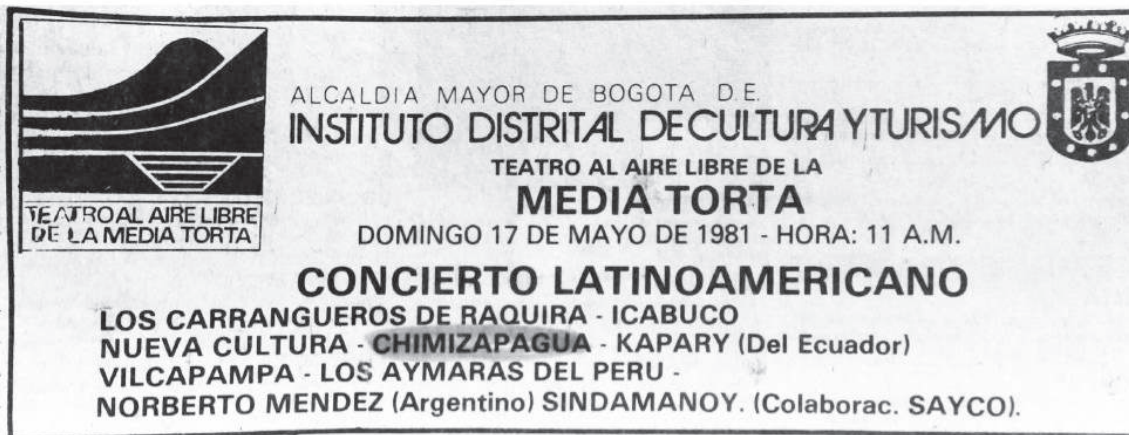 TEATRO AL AIRE LIBRE
DE LA MEDIA TORTA
ALCALDIA MAYOR DE BOGOTA D.E.
INSTITUTO DISTRITAL DE CULTURA Y TURISMO
TEATRO AL AIRE LIBRE DE LA
MEDIA TORTA
DOMINGO 17 DE MAYO DE 1981 - HORA: 11 A.M.
CONCIERTO LATINOAMERICANO
LOS CARRANGUEROS DE RAQUIRA - ICABUCO
NUEVA CULTURA - CHIMIZAPAGUA - KAPARY (Del Ecuador)
VILCAPAMPA - LOS AYMARAS DEL PERU -
NORBERTO MENDEZ (Argentino) SINDAMANOY. (Colaborac. SAYCO).